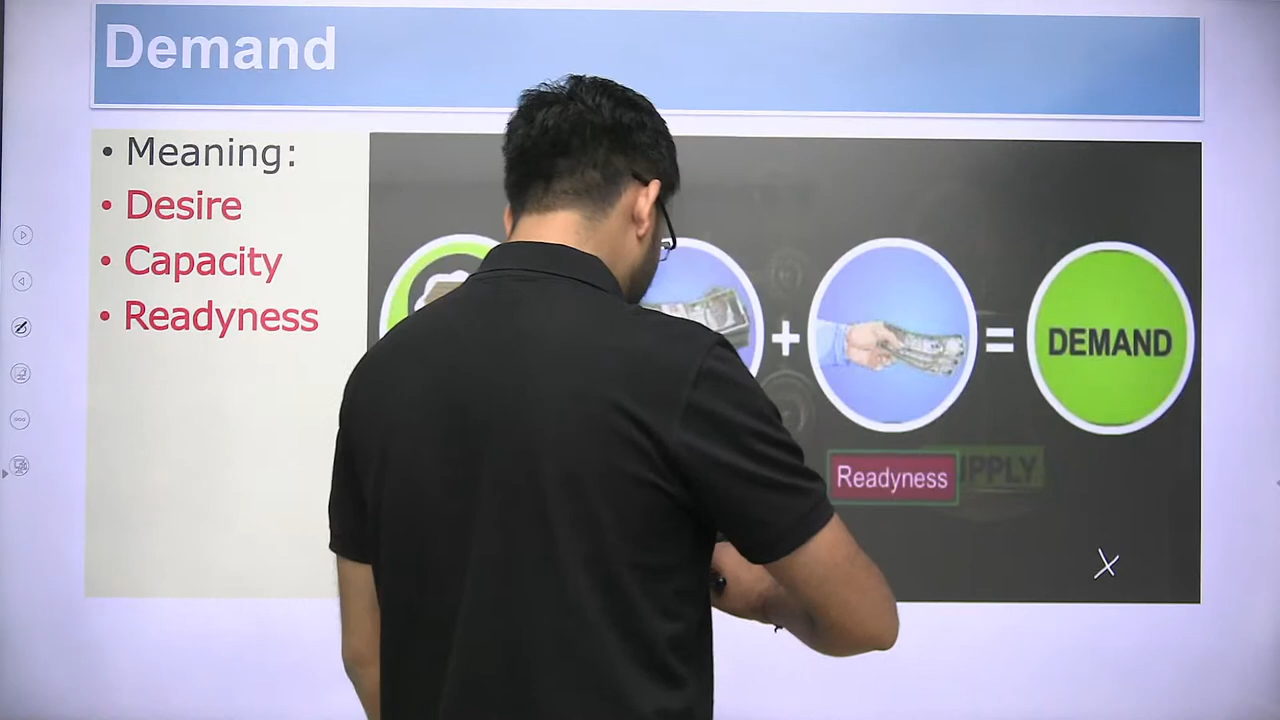 Demand
• Meaning:
• Desire
• Capacity
• Readyness
+
=
DEMAND
Readyness
X